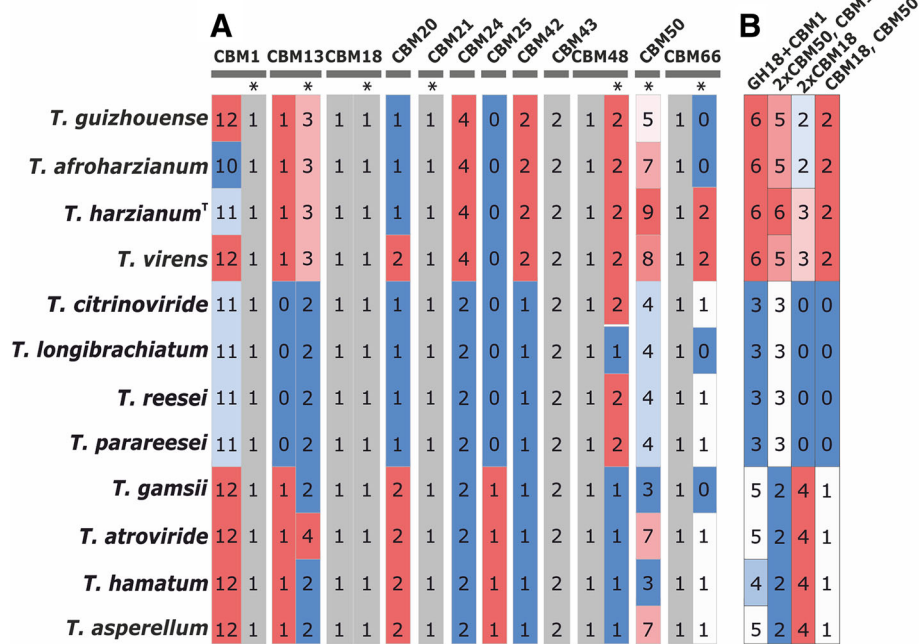 A B
CBM1 CBM13 CBM18 CBM20 CBM21 CBM24 CBM25 CBM42 CBM43 CBM48 CBM50 CBM66 GH18+CBM1 2xCBM50, 2xCBM18 CBM18, CBM50
* * * * * * *
T. guizhouense 12 1 1 3 1 1 1 1 4 0 2 2 1 2 5 1 0 6 5 2 2
T. afroharzianum 10 1 1 3 1 1 1 1 4 0 2 2 1 2 7 1 0 6 5 2 2
T. harzianumᵀ 11 1 1 3 1 1 1 1 4 0 2 2 1 2 9 1 2 6 6 3 2
T. virens 12 1 1 3 1 1 2 1 4 0 2 2 1 2 8 1 2 6 5 3 2
T. citrinoviride 11 1 0 2 1 1 1 1 2 0 1 2 1 2 4 1 1 3 3 0 0
T. longibrachiatum 11 1 0 2 1 1 1 1 2 0 1 2 1 1 4 1 0 3 3 0 0
T. reesei 11 1 0 2 1 1 1 1 2 0 1 2 1 2 4 1 1 3 3 0 0
T. parareesei 11 1 0 2 1 1 1 1 2 0 1 2 1 2 4 1 1 3 3 0 0
T. gamsii 12 1 1 2 1 1 2 1 2 1 1 2 1 1 3 1 0 5 2 4 1
T. atroviride 12 1 1 4 1 1 2 1 2 1 1 2 1 1 7 1 1 5 2 4 1
T. hamatum 12 1 1 2 1 1 2 1 2 1 1 2 1 1 3 1 1 4 2 4 1
T. asperellum 12 1 1 2 1 1 2 1 2 1 1 2 1 1 7 1 1 5 2 4 1